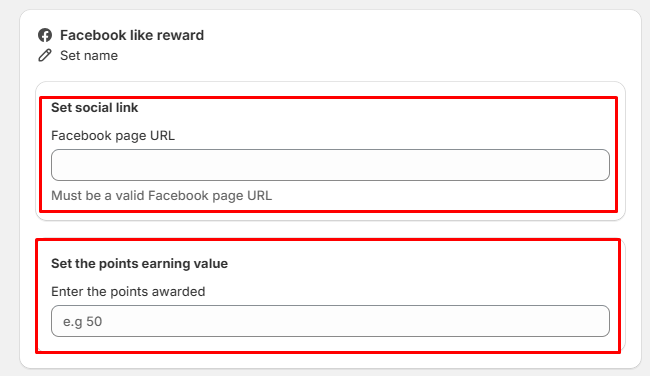 Facebook like reward
Set name
Set social link
Facebook page URL
Must be a valid Facebook page URL
Set the points earning value
Enter the points awarded
e.g 50